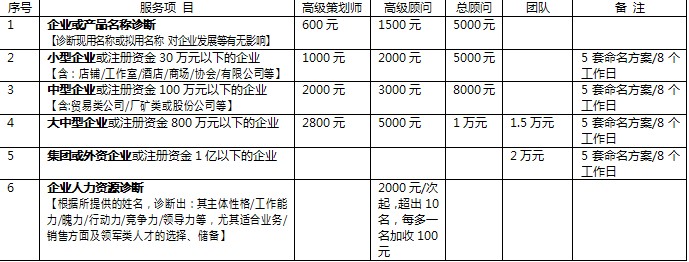 服务项 目 高级策划师 高级顾问 总顾问 团队 备 注
1 企业或产品名称诊断 600 元 1500 元 5000 元
【诊断现用名称或拟用名称 对企业发展等有无影响】
2 小型企业或注册资金 30 万元以下的企业 1000 元 2000 元 5000 元 5 套命名方案/8 个
【含：店铺/工作室/酒店/商场/协会/有限公司等】 工作日
3 中型企业或注册资金 100 万元以下的企业 2000 元 3000 元 8000 元 5 套命名方案/8 个
【含:贸易类公司/厂矿类或股份公司等】 工作日
4 大中型企业或注册资金 800 万元以下的企业 2800 元 5000 元 1 万元 1.5 万元 5 套命名方案/8 个
工作日
5 集团或外资企业或注册资金 1 亿以下的企业 2 万元 5 套命名方案/8 个
工作日
6 企业人力资源诊断 2000 元/次
【根据所提供的姓名，诊断出：其主体性格/工作能 起 ,超出 10
力/魄力/行动力/竞争力/领导力等，尤其适合业务/ 名，每多一
销售方面及领军类人才的选择、储备】 名加收 100
元